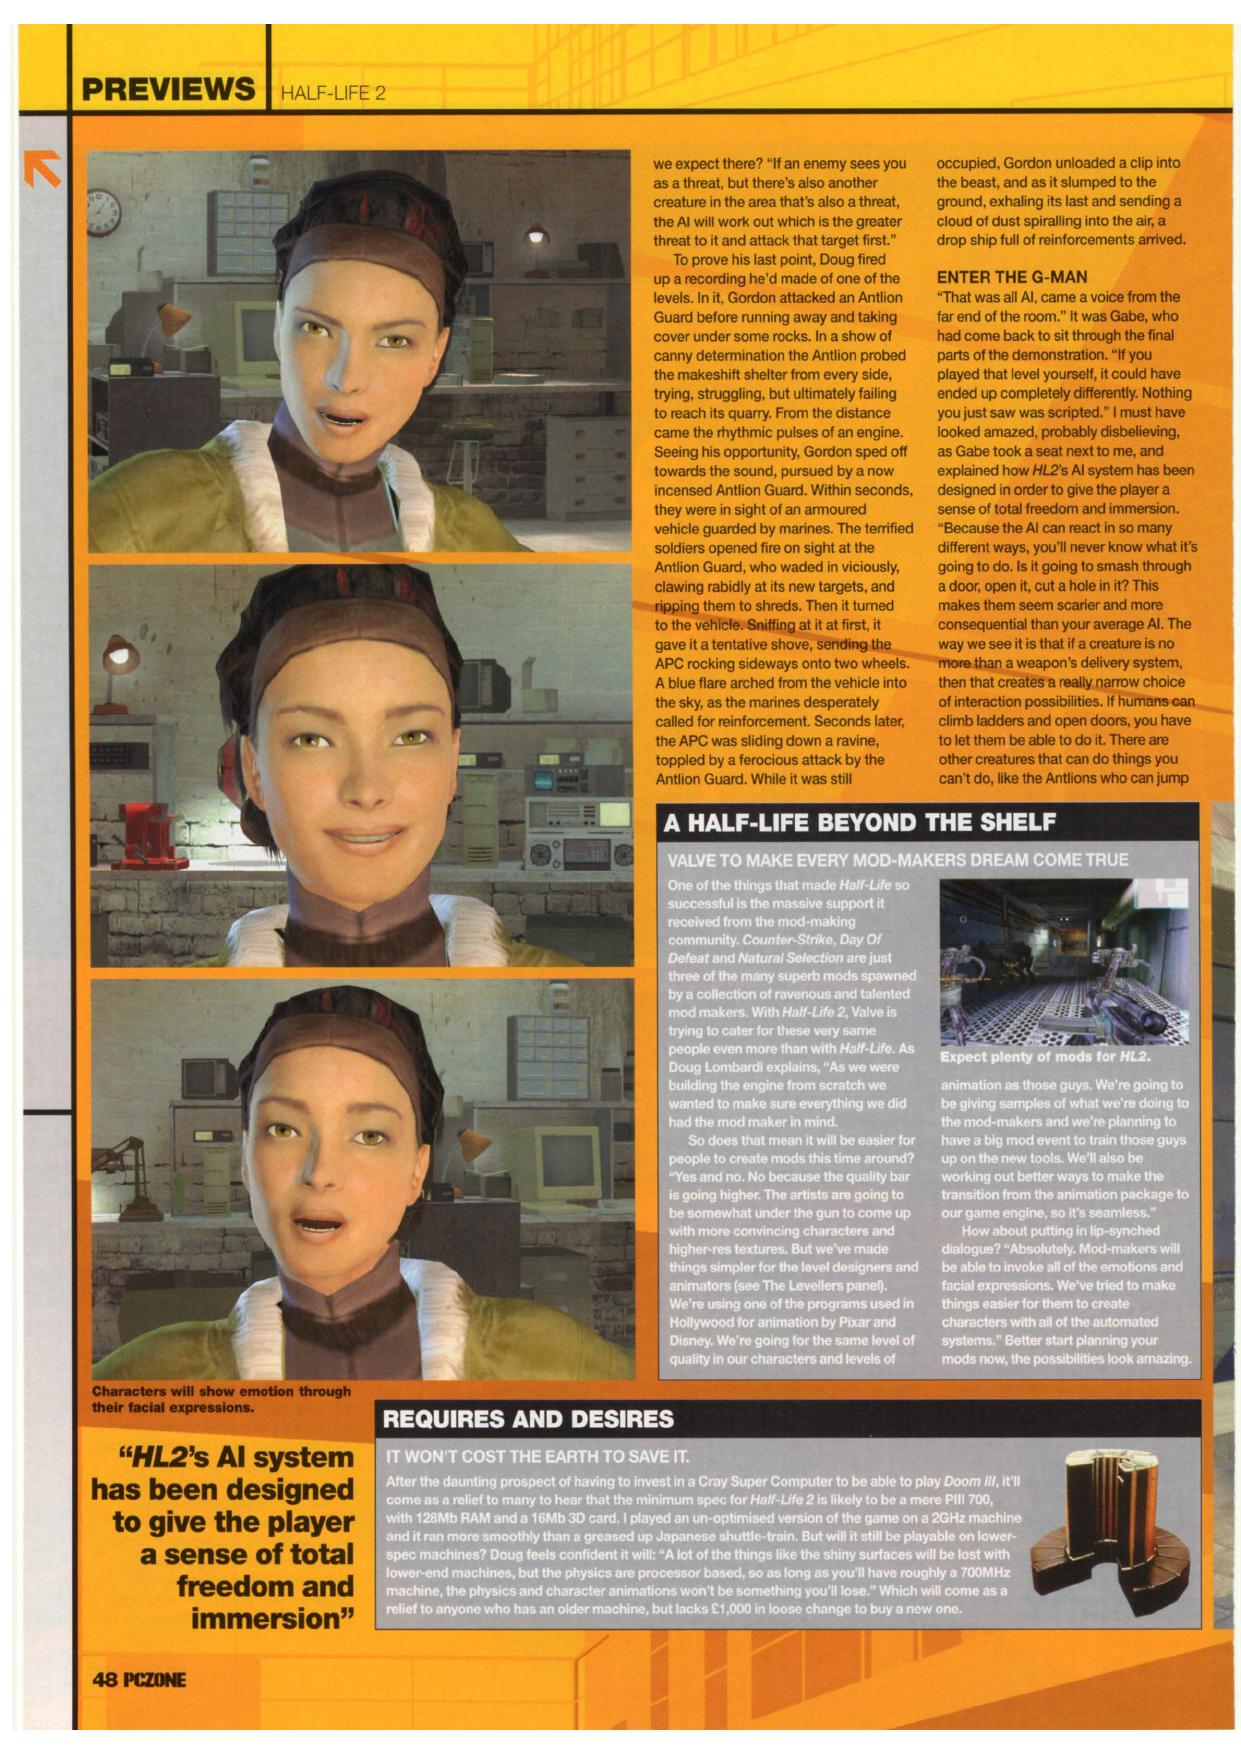 PREVIEWS
HALF-LIFE 2
we expect there? “If an enemy sees you
as a threat, but there’s also another
creature in the area that’s also a threat,
the AI will work out which is the greater
threat to it and attack that target first.”
To prove his last point, Doug fired
up a recording he’d made of one of the
levels. In it, Gordon attacked an Antlion
Guard before running away and taking
cover under some rocks. In a show of
canny determination the Antlion probed
the makeshift shelter from every side,
trying, struggling, but ultimately failing
to reach its quarry. From the distance
came the rhythmic pulses of an engine.
Seeing his opportunity, Gordon sped off
towards the sound, pursued by a now
incensed Antlion Guard. Within seconds,
they were in sight of an armoured
vehicle guarded by marines. The terrified
soldiers opened fire on sight at the
Antlion Guard, who waded in viciously,
clawing rabidly at its new targets, and
ripping them to shreds. Then it turned
to the vehicle. Sniffing at it at first, it
gave it a tentative shove, sending the
APC rocking sideways onto two wheels.
A blue flare arched from the vehicle into
the sky, as the marines desperately
called for reinforcement. Seconds later,
the APC was sliding down a ravine,
toppled by a ferocious attack by the
Antlion Guard. While it was still
occupied, Gordon unloaded a clip into
the beast, and as it slumped to the
ground, exhaling its last and sending a
cloud of dust spiralling into the air, a
drop ship full of reinforcements arrived.
ENTER THE G-MAN
“That was all AI, came a voice from the
far end of the room.” It was Gabe, who
had come back to sit through the final
parts of the demonstration. “If you
played that level yourself, it could have
ended up completely differently. Nothing
you just saw was scripted.” I must have
looked amazed, probably disbelieving,
as Gabe took a seat next to me, and
explained how HL2’s AI system has been
designed in order to give the player a
sense of total freedom and immersion.
“Because the AI can react in so many
different ways, you’ll never know what it’s
going to do. Is it going to smash through
a door, open it, cut a hole in it? This
makes them seem scarier and more
consequential than your average AI. The
way we see it is that if a creature is no
more than a weapon’s delivery system,
then that creates a really narrow choice
of interaction possibilities. If humans can
climb ladders and open doors, you have
to let them be able to do it. There are
other creatures that can do things you
can’t do, like the Antlions who can jump
A HALF-LIFE BEYOND THE SHELF
VALVE TO MAKE EVERY MOD-MAKERS DREAM COME TRUE
One of the things that made Half-Life so
successful is the massive support it
received from the mod-making
community. Counter-Strike, Day Of
Defeat and Natural Selection are just
three of the many superb mods spawned
by a collection of ravenous and talented
mod makers. With Half-Life 2, Valve is
trying to cater for these very same
people even more than with Half-Life. As
Doug Lombardi explains, “As we were
building the engine from scratch we
wanted to make sure everything we did
had the mod maker in mind.
So does that mean it will be easier for
people to create mods this time around?
“Yes and no. No because the quality bar
is going higher. The artists are going to
be somewhat under the gun to come up
with more convincing characters and
higher-res textures. But we’ve made
things simpler for the level designers and
animators (see The Levellers panel).
We’re using one of the programs used in
Hollywood for animation by Pixar and
Disney. We’re going for the same level of
quality in our characters and levels of
Expect plenty of mods for HL2.
animation as those guys. We’re going to
be giving samples of what we’re doing to
the mod-makers and we’re planning to
have a big mod event to train those guys
up on the new tools. We’ll also be
working out better ways to make the
transition from the animation package to
our game engine, so it’s seamless.”
How about putting in lip-synched
dialogue? “Absolutely. Mod-makers will
be able to invoke all of the emotions and
facial expressions. We’ve tried to make
things easier for them to create
characters with all of the automated
systems.” Better start planning your
mods now, the possibilities look amazing.
Characters will show emotion through
their facial expressions.
“HL2’s AI system
has been designed
to give the player
a sense of total
freedom and
immersion”
REQUIRES AND DESIRES
IT WON’T COST THE EARTH TO SAVE IT.
After the daunting prospect of having to invest in a Cray Super Computer to be able to play Doom III, it’ll
come as a relief to many to hear that the minimum spec for Half-Life 2 is likely to be a mere PIII 700,
with 128Mb RAM and a 16Mb 3D card. I played an un-optimised version of the game on a 2GHz machine
and it ran more smoothly than a greased up Japanese shuttle-train. But will it still be playable on lower-
spec machines? Doug feels confident it will: “A lot of the things like the shiny surfaces will be lost with
lower-end machines, but the physics are processor based, so as long as you’ll have roughly a 700MHz
machine, the physics and character animations won’t be something you’ll lose.” Which will come as a
relief to anyone who has an older machine, but lacks £1,000 in loose change to buy a new one.
48 PCZONE